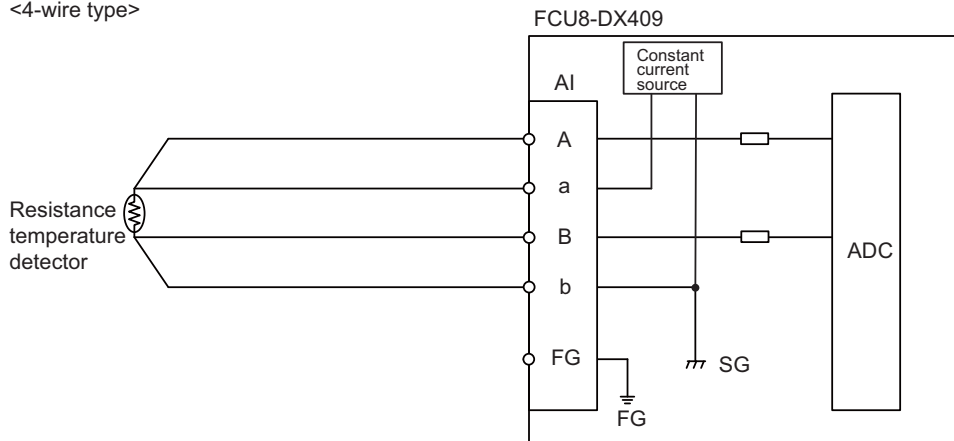 <4-wire type>
FCU8-DX409
Constant
current
source
AI
A
a
Resistance
temperature
detector
B
ADC
b
FG
SG
FG